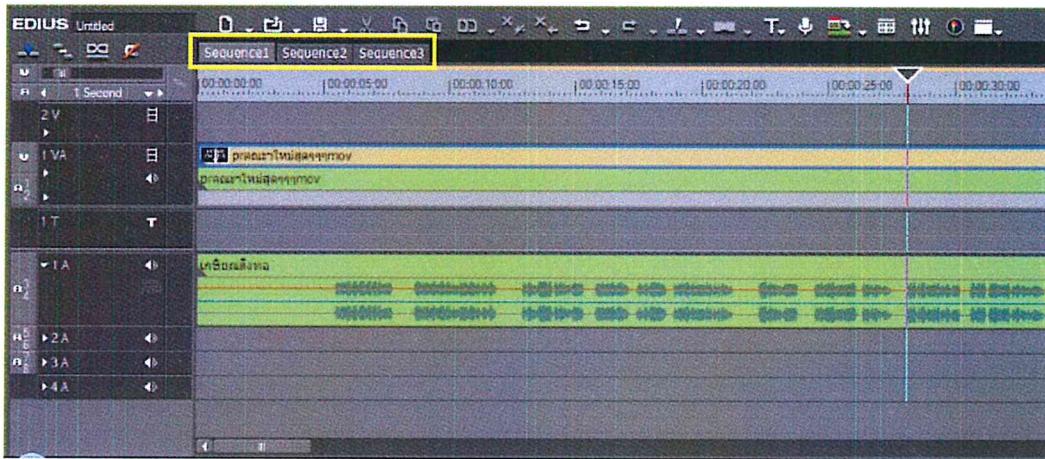 EDIUS Untitled
Sequence1 Sequence2 Sequence3
1 Second
00:00:00:00 00:00:05:00 00:00:10:00 00:00:15:00 00:00:20:00 00:00:25:00 00:00:30:00
2 V
1 VA
1 T
T
1 A
2 A
3 A
4 A